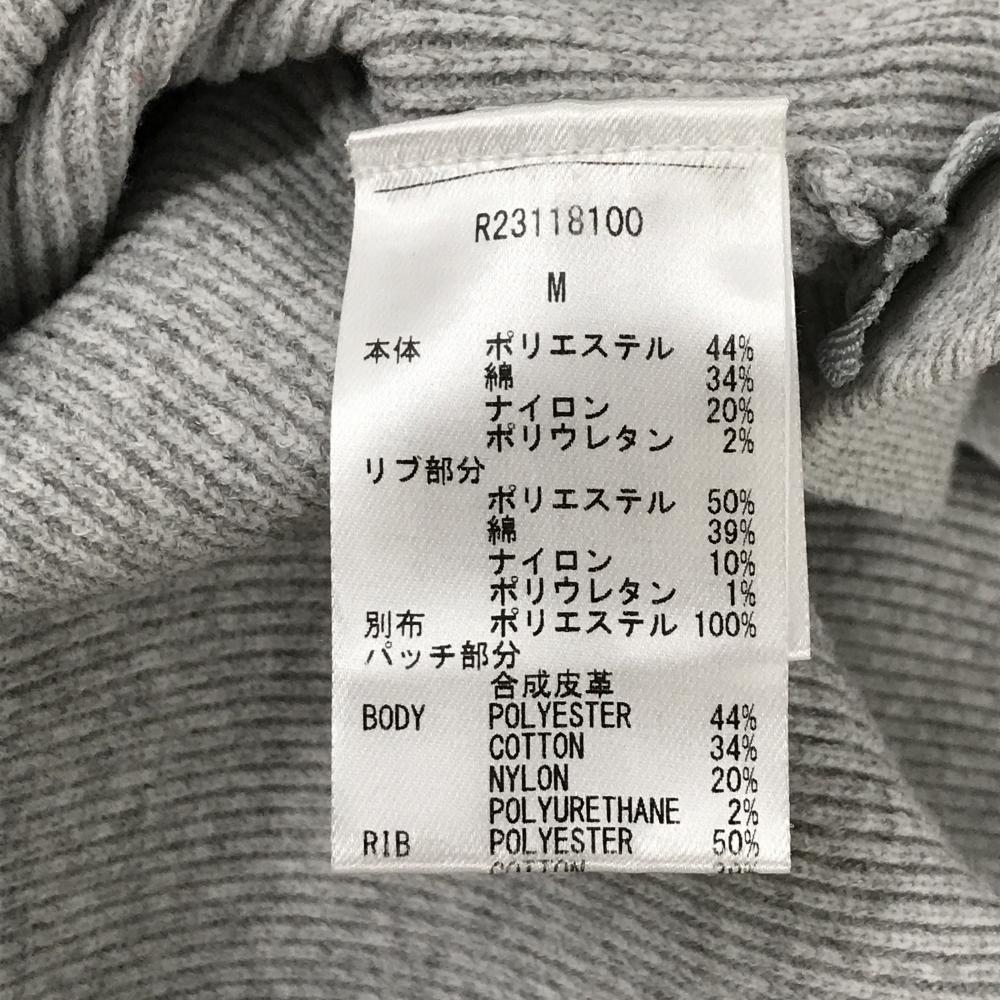 R23118100
M
本体 ポリエステル 44%
綿 34%
ナイロン 20%
ポリウレタン 2%
リブ部分
ポリエステル 50%
綿 39%
ナイロン 10%
ポリウレタン 1%
別布 ポリエステル 100%
パッチ部分
合成皮革
BODY POLYESTER 44%
COTTON 34%
NYLON 20%
POLYURETHANE 2%
RIB POLYESTER 50%
COTTON